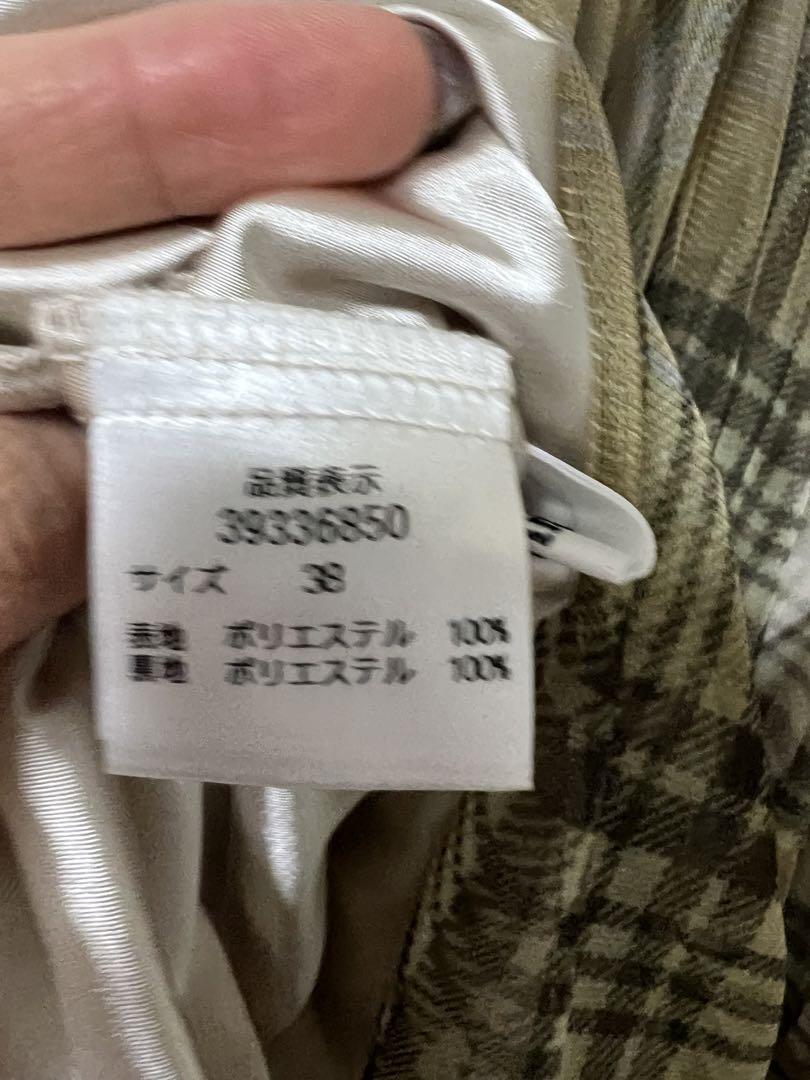 品質表示
39336850
サイズ 38
表地 ポリエステル 100%
裏地 ポリエステル 100%